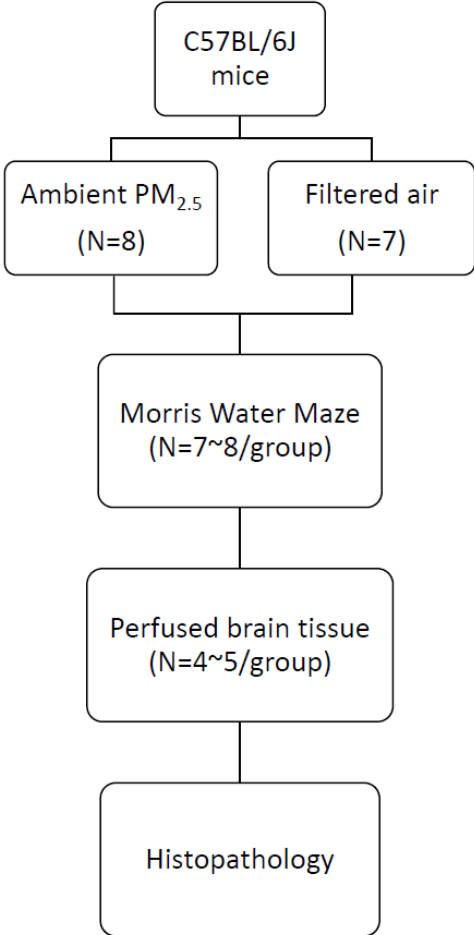 C57BL/6J
mice
Ambient PM₂.₅
(N=8)
Filtered air
(N=7)
Morris Water Maze
(N=7~8/group)
Perfused brain tissue
(N=4~5/group)
Histopathology